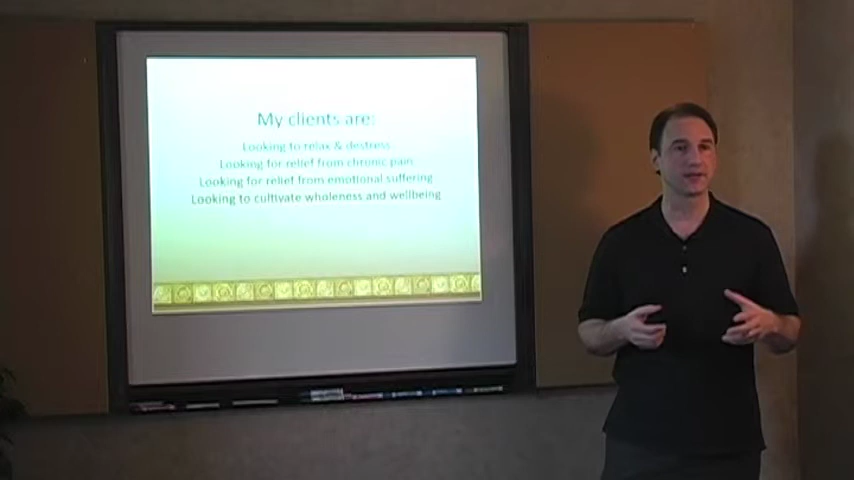 My clients are:
Looking to relax & destress
Looking for relief from chronic pain
Looking for relief from emotional suffering
Looking to cultivate wholeness and wellbeing